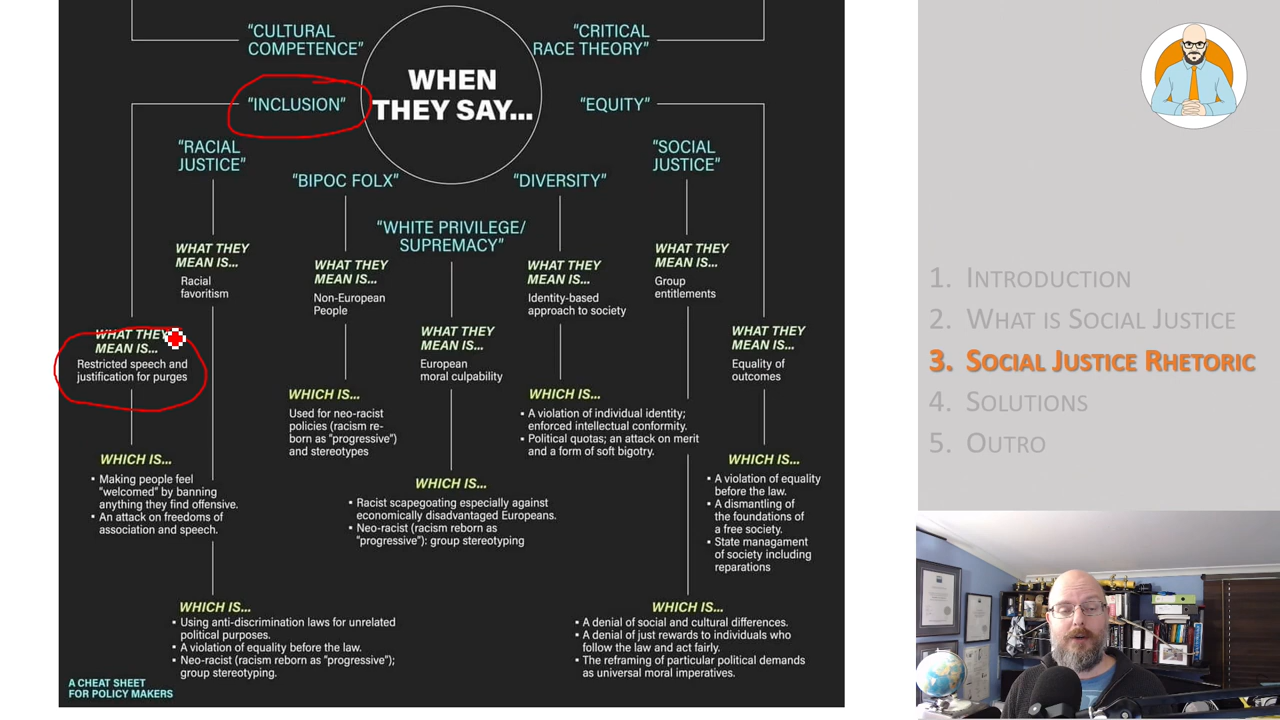 "CULTURAL
COMPETENCE"
"CRITICAL
RACE THEORY"
WHEN
THEY SAY...
"INCLUSION"
"EQUITY"
"RACIAL
JUSTICE"
"SOCIAL
JUSTICE"
"BIPOC FOLX"
"DIVERSITY"
"WHITE PRIVILEGE/
SUPREMACY"
WHAT THEY
MEAN IS...
Racial
favoritism
WHAT THEY
MEAN IS...
Non-European
People
WHAT THEY
MEAN IS...
Identity-based
approach to society
WHAT THEY
MEAN IS...
Group
entitlements
WHAT THEY
MEAN IS...
Restricted speech and
justification for purges
WHAT THEY
MEAN IS...
European
moral culpability
WHAT THEY
MEAN IS...
Equality of
outcomes
WHICH IS...
Used for neo-racist
policies (racism re-
born as "progressive")
and stereotypes
WHICH IS...
• A violation of individual identity;
enforced intellectual conformity.
• Political quotas; an attack on merit
and a form of soft bigotry.
WHICH IS...
• Making people feel
"welcomed" by banning
anything they find offensive.
• An attack on freedoms of
association and speech.
WHICH IS...
• Racist scapegoating especially against
economically disadvantaged Europeans.
• Neo-racist (racism reborn as
"progressive"): group stereotyping
WHICH IS...
• A violation of equality
before the law.
• A dismantling of
the foundations of
a free society.
• State managament
of society including
reparations
WHICH IS...
• Using anti-discrimination laws for unrelated
political purposes.
• A violation of equality before the law.
• Neo-racist (racism reborn as "progressive");
group stereotyping.
WHICH IS...
• A denial of social and cultural differences.
• A denial of just rewards to individuals who
follow the law and act fairly.
• The reframing of particular political demands
as universal moral imperatives.
A CHEAT SHEET
FOR POLICY MAKERS
1. INTRODUCTION
2. WHAT IS SOCIAL JUSTICE
3. SOCIAL JUSTICE RHETORIC
4. SOLUTIONS
5. OUTRO